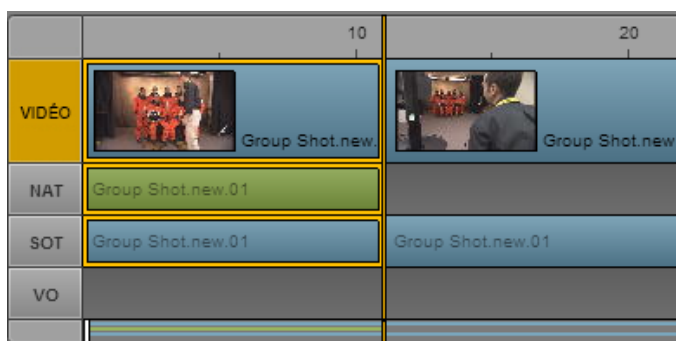 10 20
VIDÉO Group Shot.new. Group Shot.new
NAT Group Shot.new.01
SOT Group Shot.new.01 Group Shot.new.01
VO